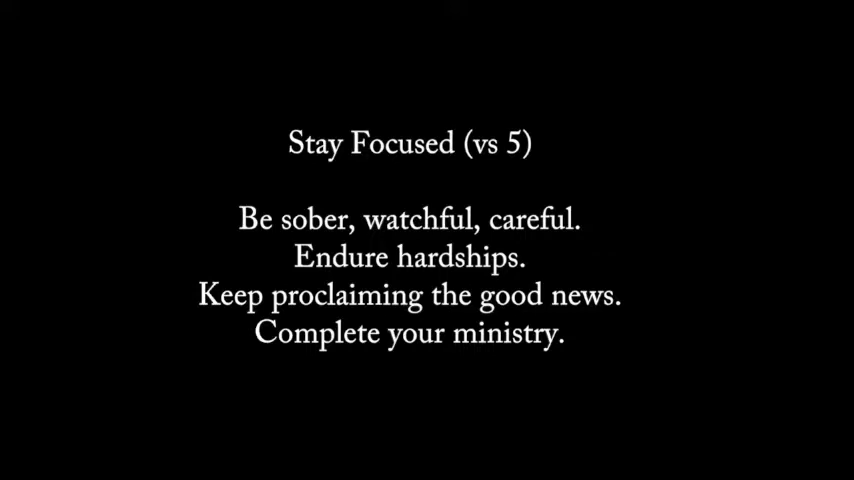 Stay Focused (vs 5)
Be sober, watchful, careful.
Endure hardships.
Keep proclaiming the good news.
Complete your ministry.